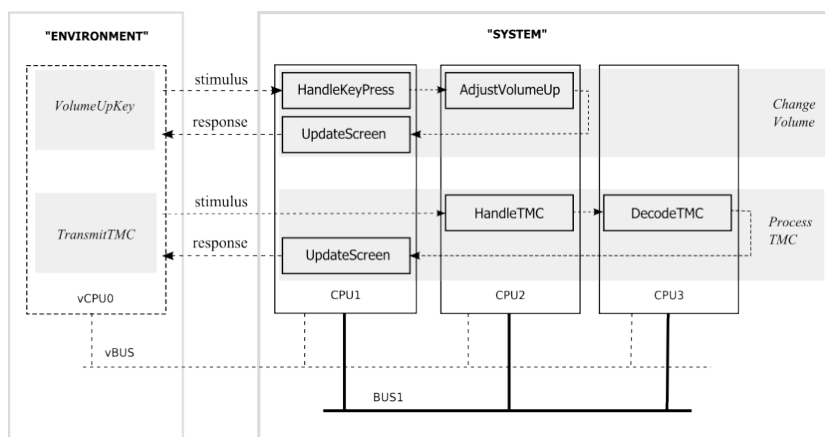 "ENVIRONMENT"
"SYSTEM"
stimulus
HandleKeyPress
AdjustVolumeUp
VolumeUpKey
Change
Volume
response
UpdateScreen
stimulus
HandleTMC
DecodeTMC
Process
TMC
TransmitTMC
response
UpdateScreen
vCPU0
CPU1
CPU2
CPU3
vBUS
BUS1